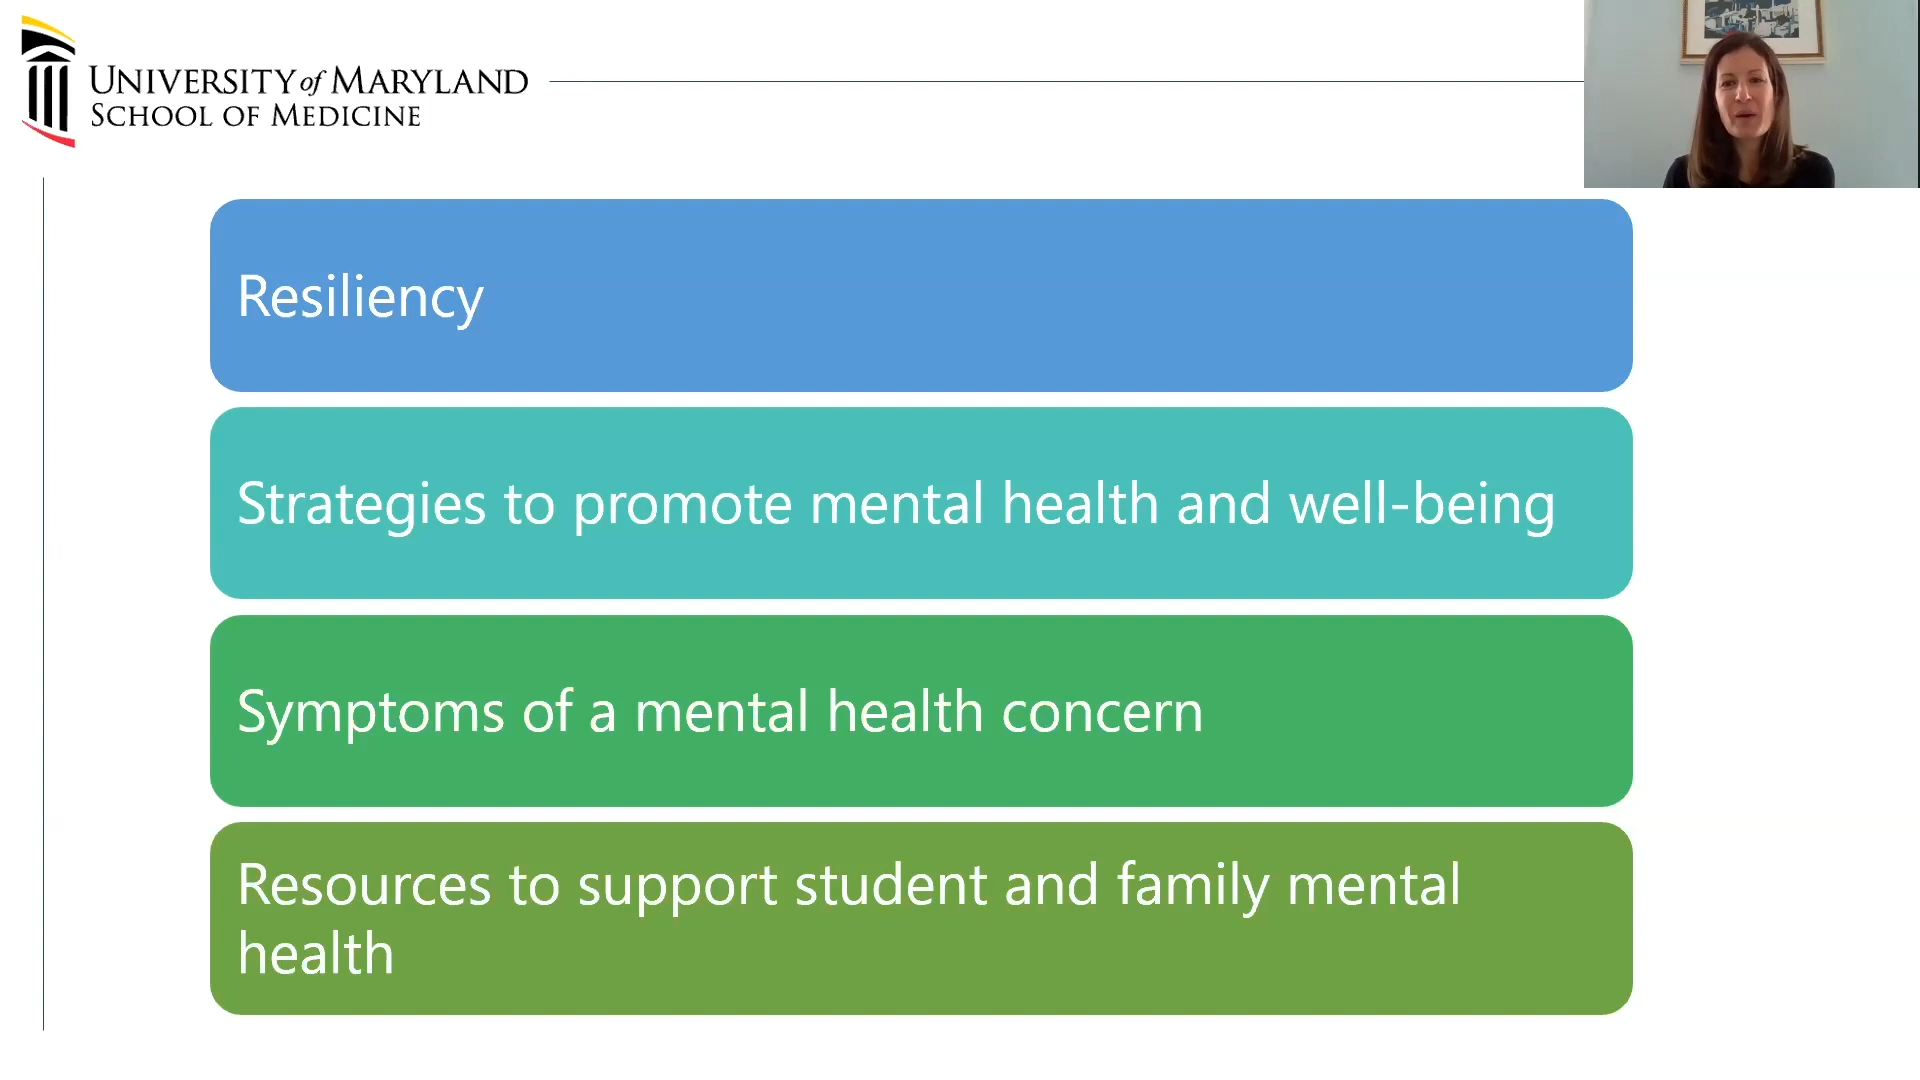 UNIVERSITY of MARYLAND
SCHOOL OF MEDICINE
Resiliency
Strategies to promote mental health and well-being
Symptoms of a mental health concern
Resources to support student and family mental
health